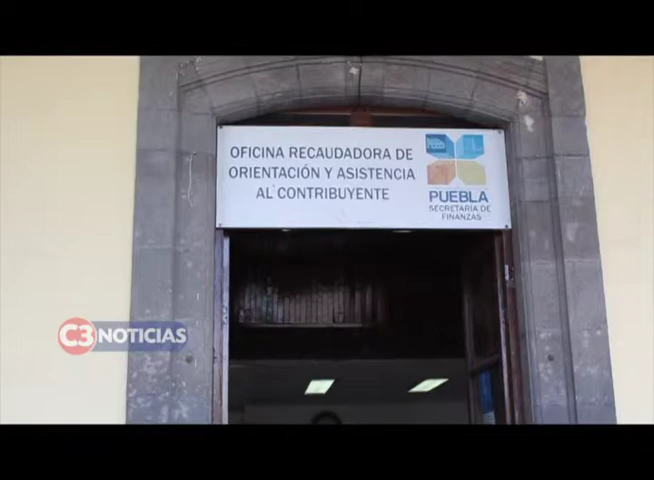 OFICINA RECAUDADORA DE
ORIENTACIÓN Y ASISTENCIA
AL CONTRIBUYENTE
PUEBLA
SECRETARÍA DE
FINANZAS
C3 NOTICIAS